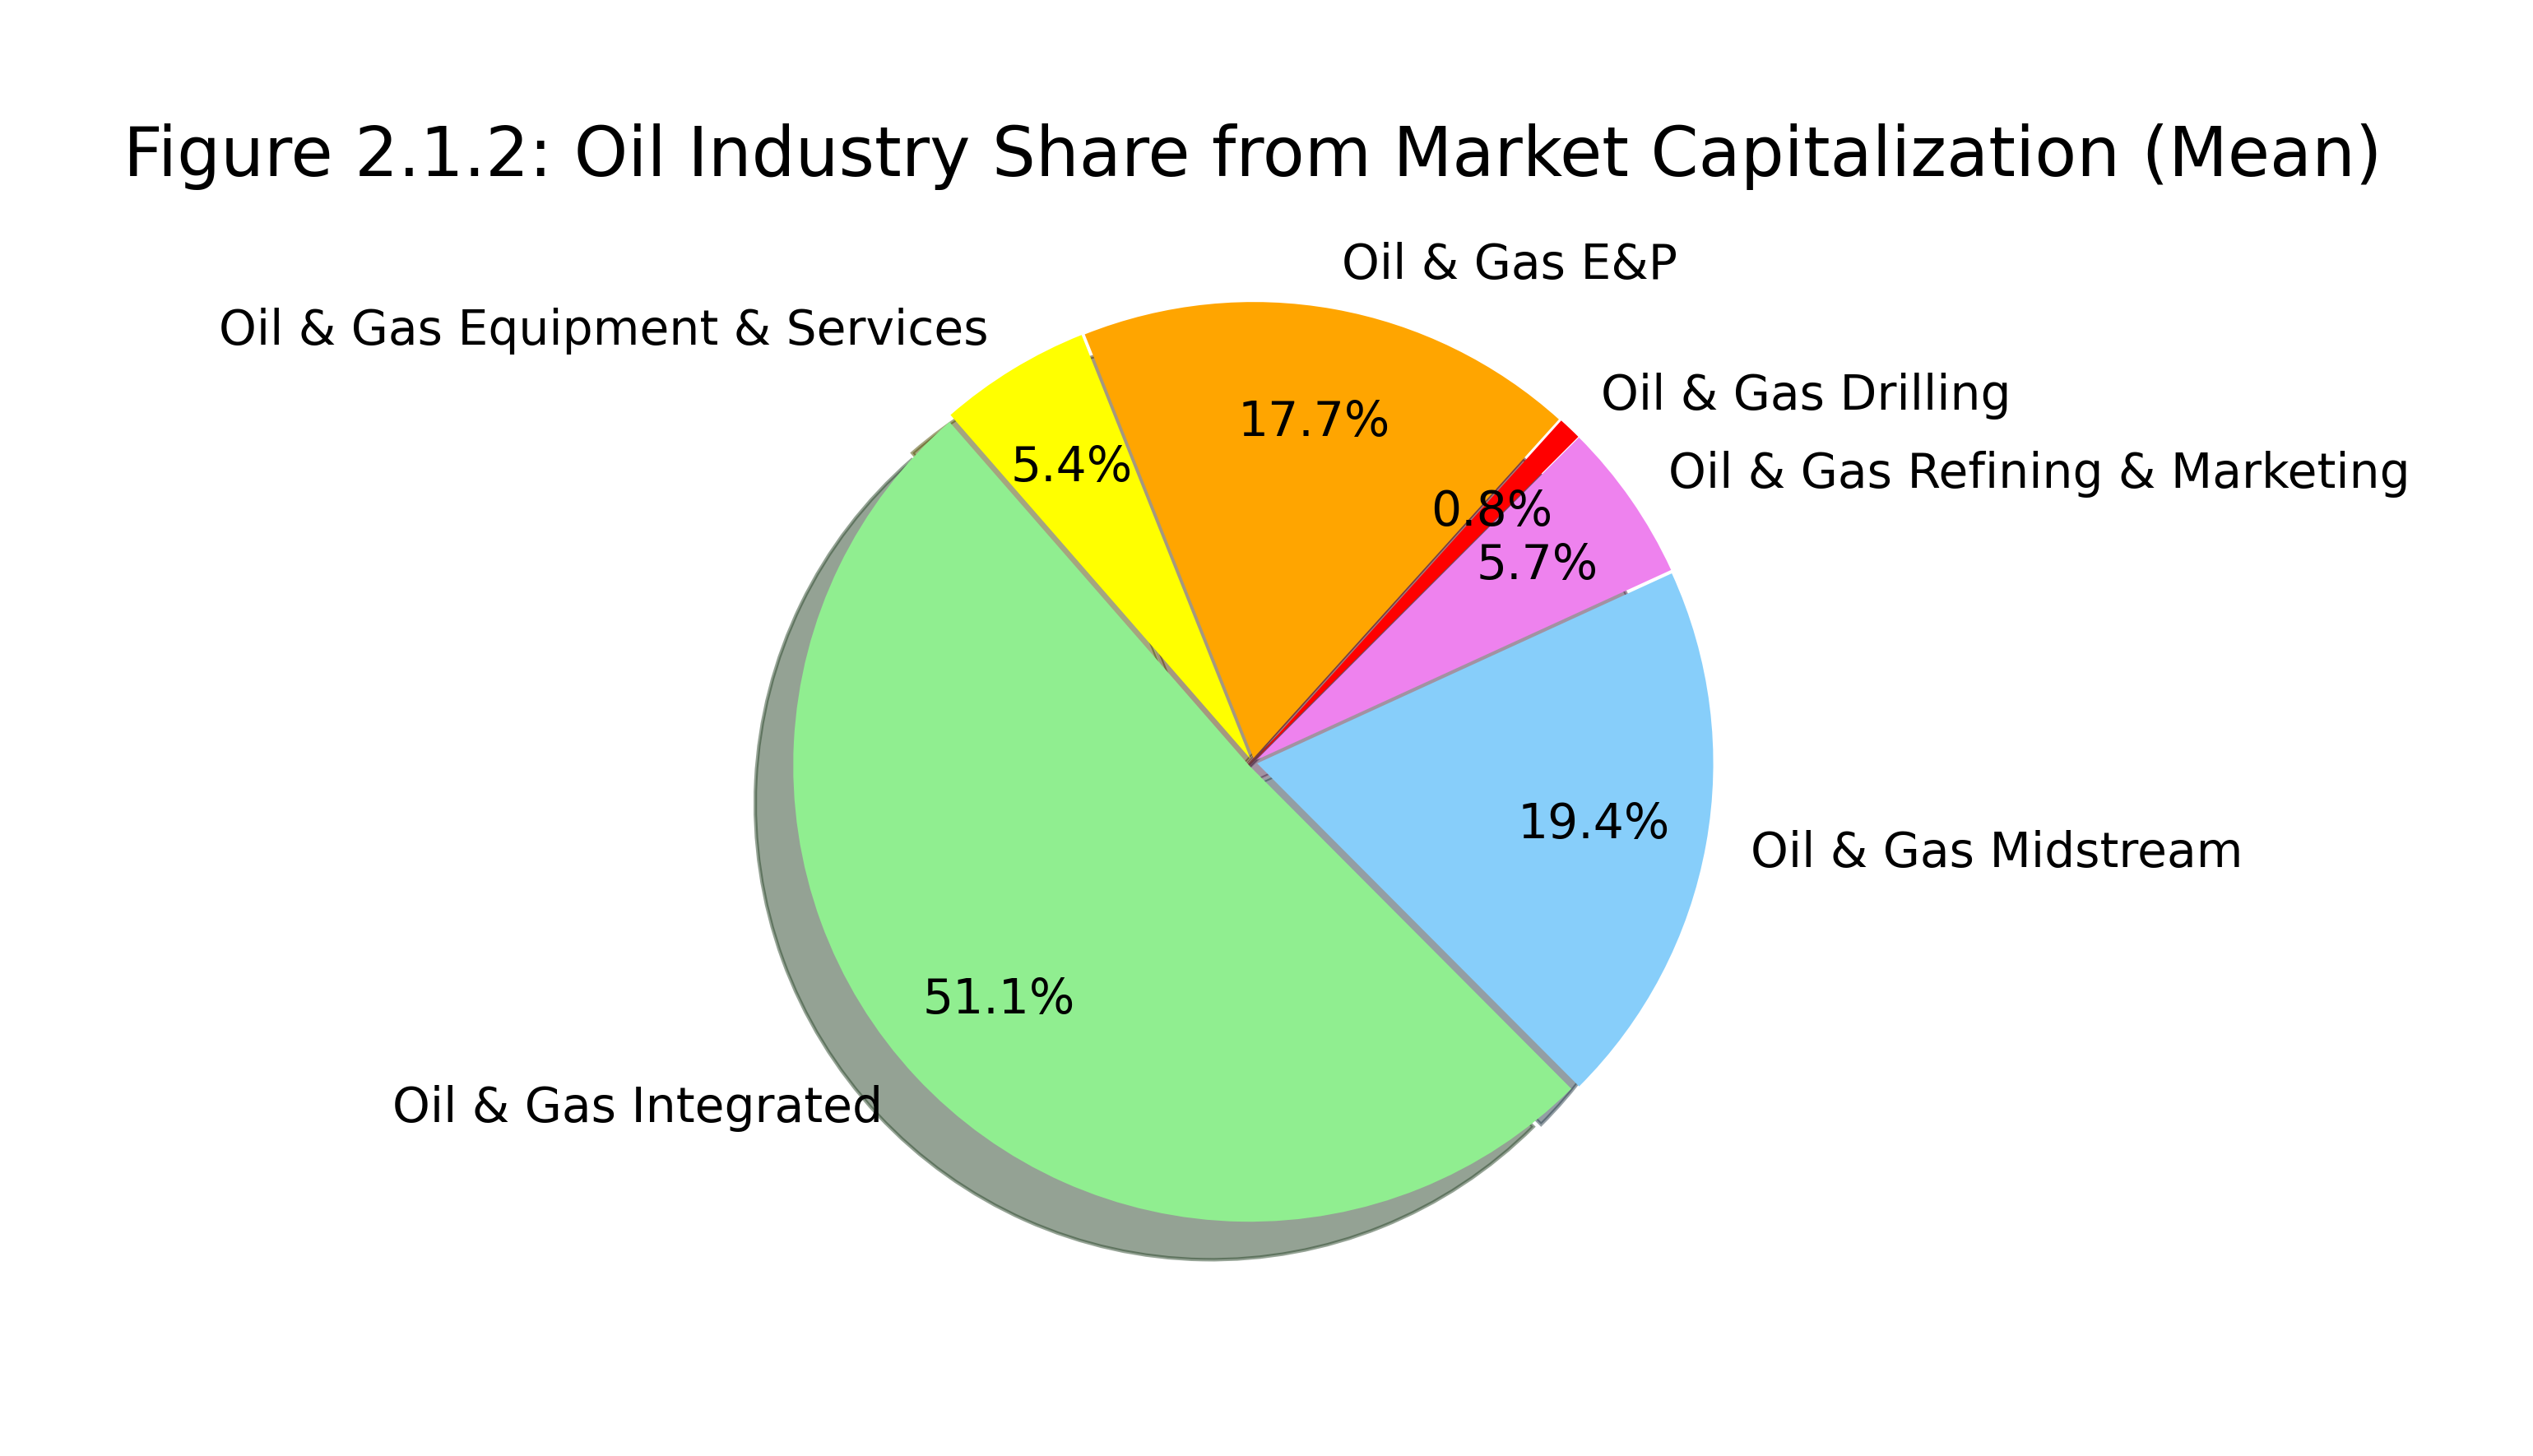 Figure 2.1.2: Oil Industry Share from Market Capitalization (Mean)
Oil & Gas E&P
Oil & Gas Equipment & Services
Oil & Gas Drilling
17.7%
Oil & Gas Refining & Marketing
5.4%
0.8%
5.7%
19.4%
Oil & Gas Midstream
51.1%
Oil & Gas Integrated